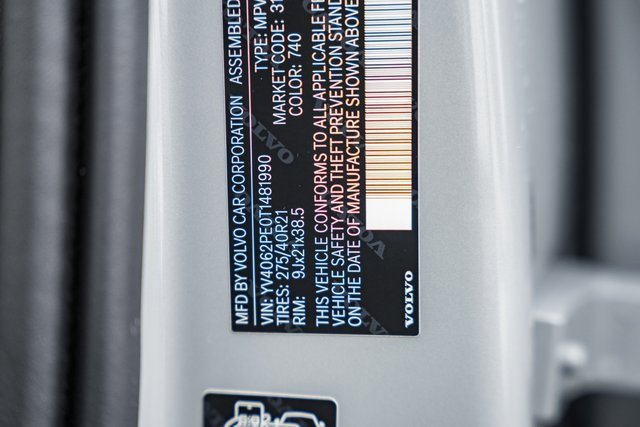 MFD BY VOLVO CAR CORPORATION ASSEMBLED
VIN: YV4062PE0T1481990 TYPE: MPV
TIRES: 275/40R21 MARKET CODE: 31
RIM: 9Jx21x38.5 COLOR: 740
THIS VEHICLE CONFORMS TO ALL APPLICABLE
VEHICLE SAFETY AND THEFT PREVENTION
ON THE DATE OF MANUFACTURE SHOWN ABOVE
VOLVO